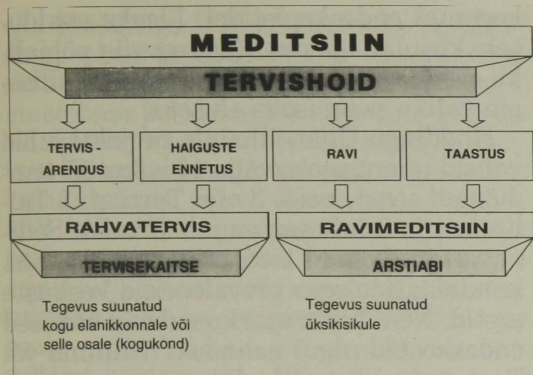 MEDITSIIN
TERVISHOID
TERVIS-
ARENDUS
HAIGUSTE
ENNETUS
RAVI
TAASTUS
RAHVATERVIS
RAVIMEDITSIIN
TERVISEKAITSE
ARSTIABI
Tegevus suunatud
kogu elanikkonnale või
selle osale (kogukond)
Tegevus suunatud
üksikisikule